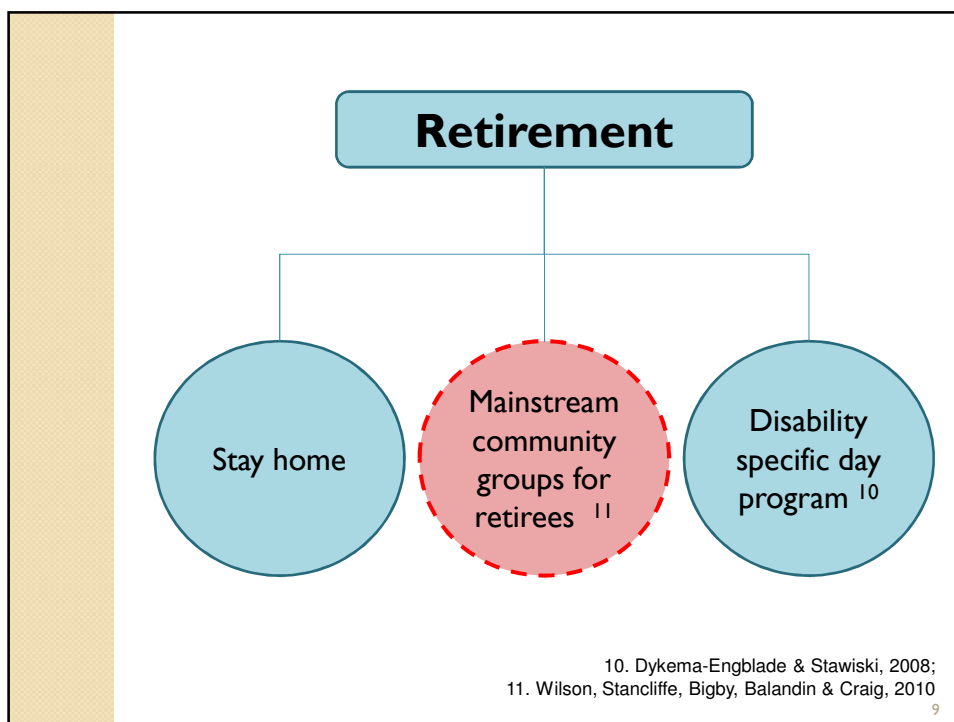 Retirement
Stay home
Mainstream
community
groups for
retirees 11
Disability
specific day
program 10
10. Dykema-Engblade & Stawiski, 2008;
11. Wilson, Stancliffe, Bigby, Balandin & Craig, 2010
9